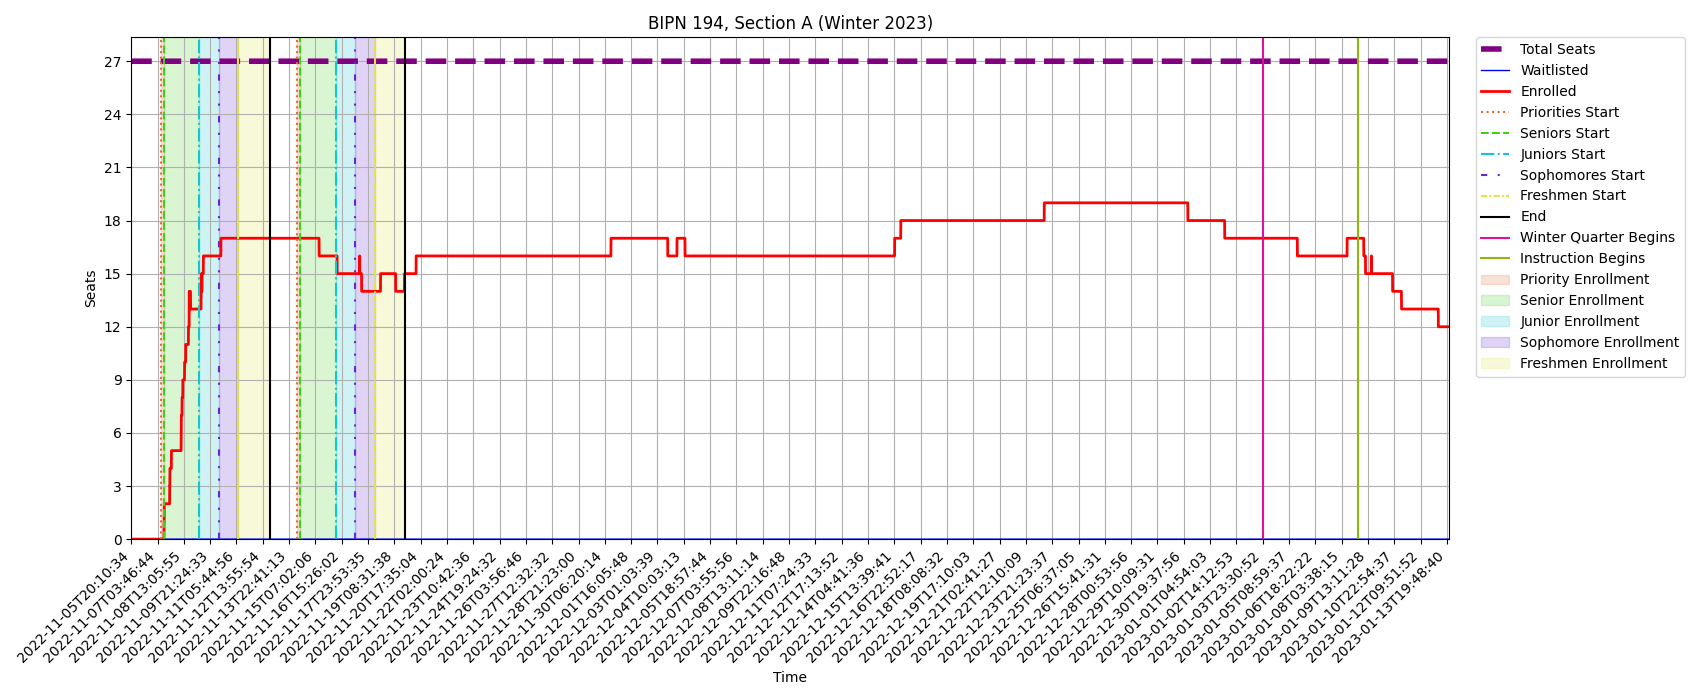 BIPN 194, Section A (Winter 2023)
27
24
21
18
15
12
9
6
3
0
Seats
2022-11-05T20:10:34
2022-11-07T03:46:44
2022-11-08T13:05:55
2022-11-09T21:24:33
2022-11-11T05:44:56
2022-11-12T13:55:54
2022-11-13T22:41:13
2022-11-15T07:02:06
2022-11-16T15:26:02
2022-11-17T23:53:35
2022-11-19T08:31:38
2022-11-20T17:35:04
2022-11-22T02:00:24
2022-11-23T10:42:36
2022-11-24T19:24:32
2022-11-26T03:56:46
2022-11-27T12:32:32
2022-11-28T21:23:00
2022-11-30T06:20:14
2022-12-01T16:05:48
2022-12-03T01:03:39
2022-12-04T10:03:13
2022-12-05T18:57:44
2022-12-07T03:55:56
2022-12-08T13:11:14
2022-12-09T22:16:48
2022-12-11T07:24:33
2022-12-12T17:13:52
2022-12-14T04:41:36
2022-12-15T13:39:41
2022-12-16T22:52:17
2022-12-18T08:08:32
2022-12-19T17:10:03
2022-12-21T02:41:27
2022-12-22T12:10:09
2022-12-23T21:23:37
2022-12-25T06:37:05
2022-12-26T15:41:31
2022-12-28T00:53:56
2022-12-29T10:09:31
2022-12-30T19:37:56
2023-01-01T04:54:03
2023-01-02T14:12:53
2023-01-03T23:30:52
2023-01-05T08:59:37
2023-01-06T18:22:22
2023-01-08T03:38:15
2023-01-09T13:11:28
2023-01-10T22:54:37
2023-01-12T09:51:52
2023-01-13T19:48:40
Time
Total Seats
Waitlisted
Enrolled
Priorities Start
Seniors Start
Juniors Start
Sophomores Start
Freshmen Start
End
Winter Quarter Begins
Instruction Begins
Priority Enrollment
Senior Enrollment
Junior Enrollment
Sophomore Enrollment
Freshmen Enrollment